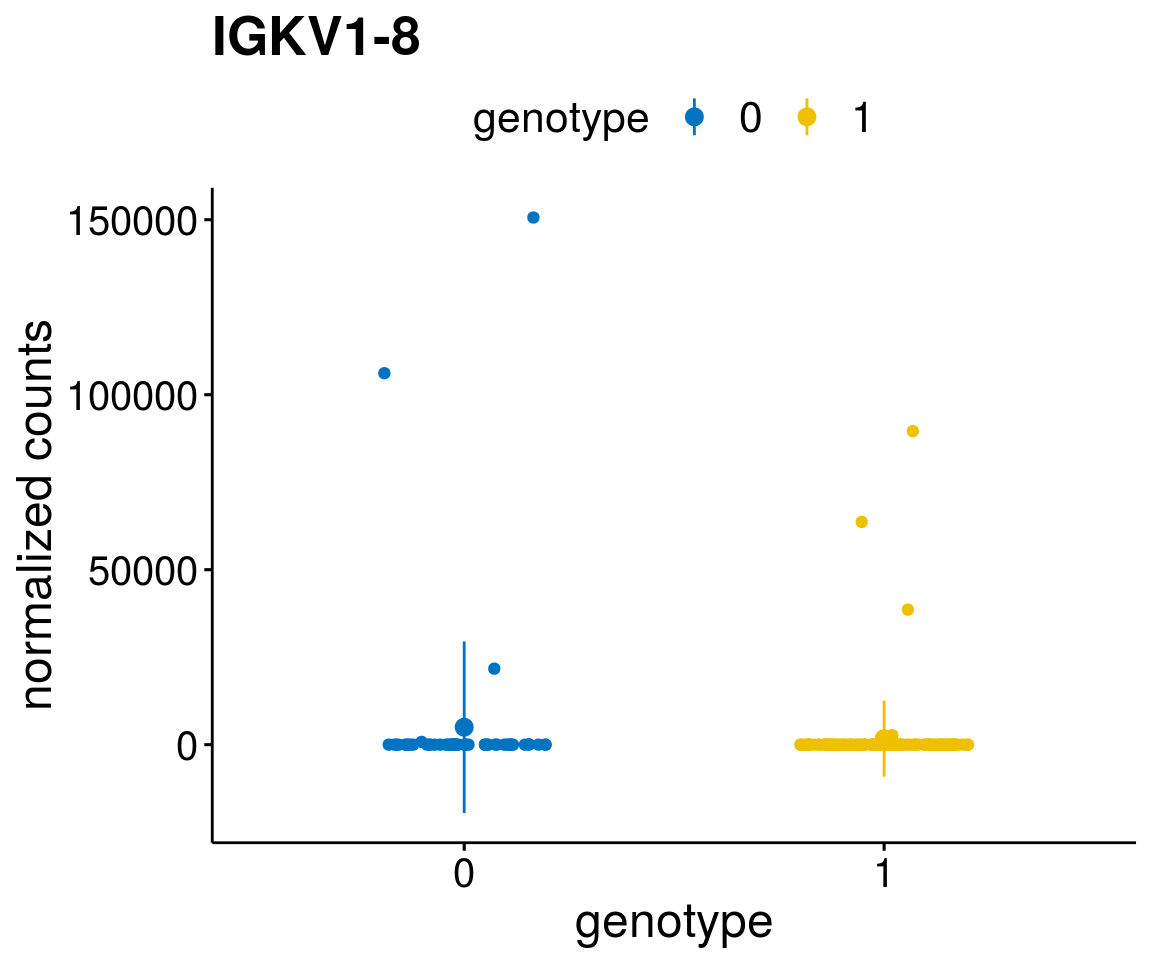 IGKV1-8
genotype 0 1
normalized counts
150000
100000
50000
0
0 1
genotype